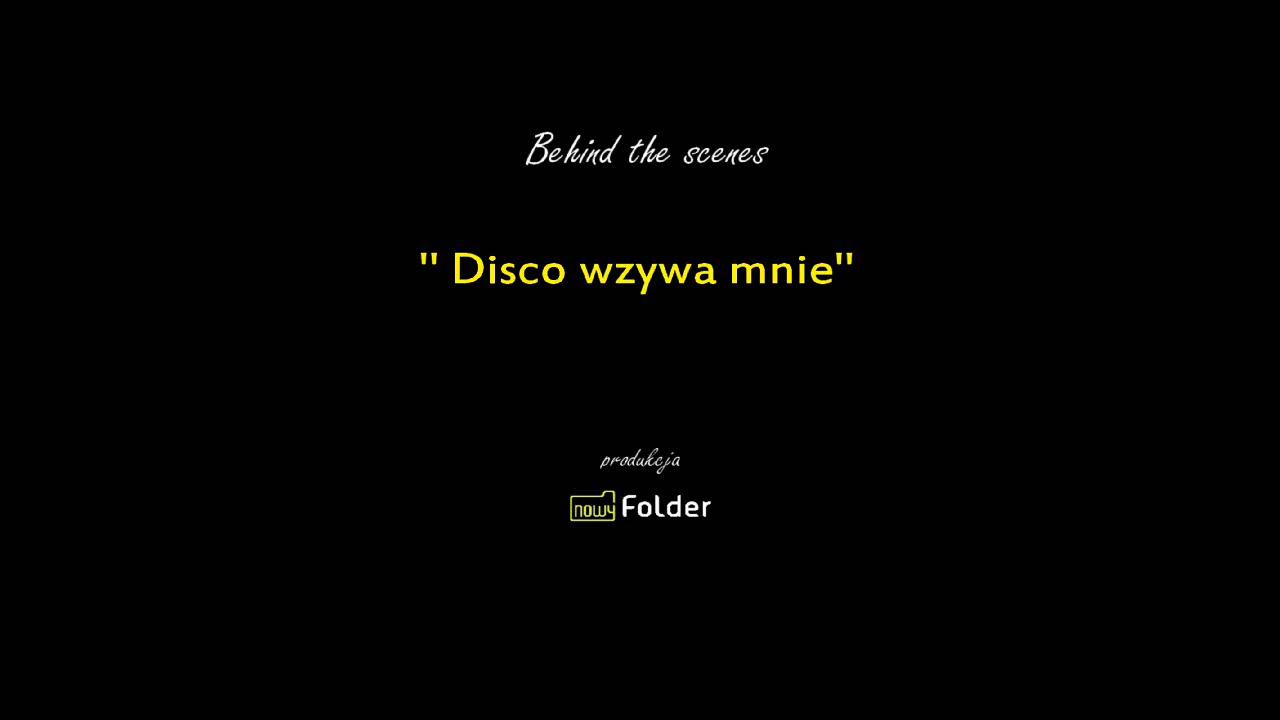 Behind the scenes
" Disco wzywa mnie"
produkcja
nowy Folder